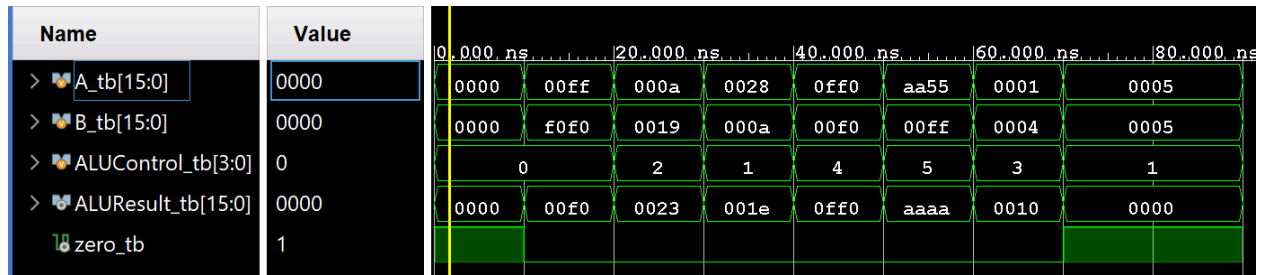 Name Value
0.000 ns 20.000 ns 40.000 ns 60.000 ns 80.000 ns
A_tb[15:0] 0000 0000 00ff 000a 0028 0ff0 aa55 0001 0005
B_tb[15:0] 0000 0000 f0f0 0019 000a 00f0 00ff 0004 0005
ALUControl_tb[3:0] 0 0 2 1 4 5 3 1
ALUResult_tb[15:0] 0000 0000 00f0 0023 001e 0ff0 aaaa 0010 0000
zero_tb 1